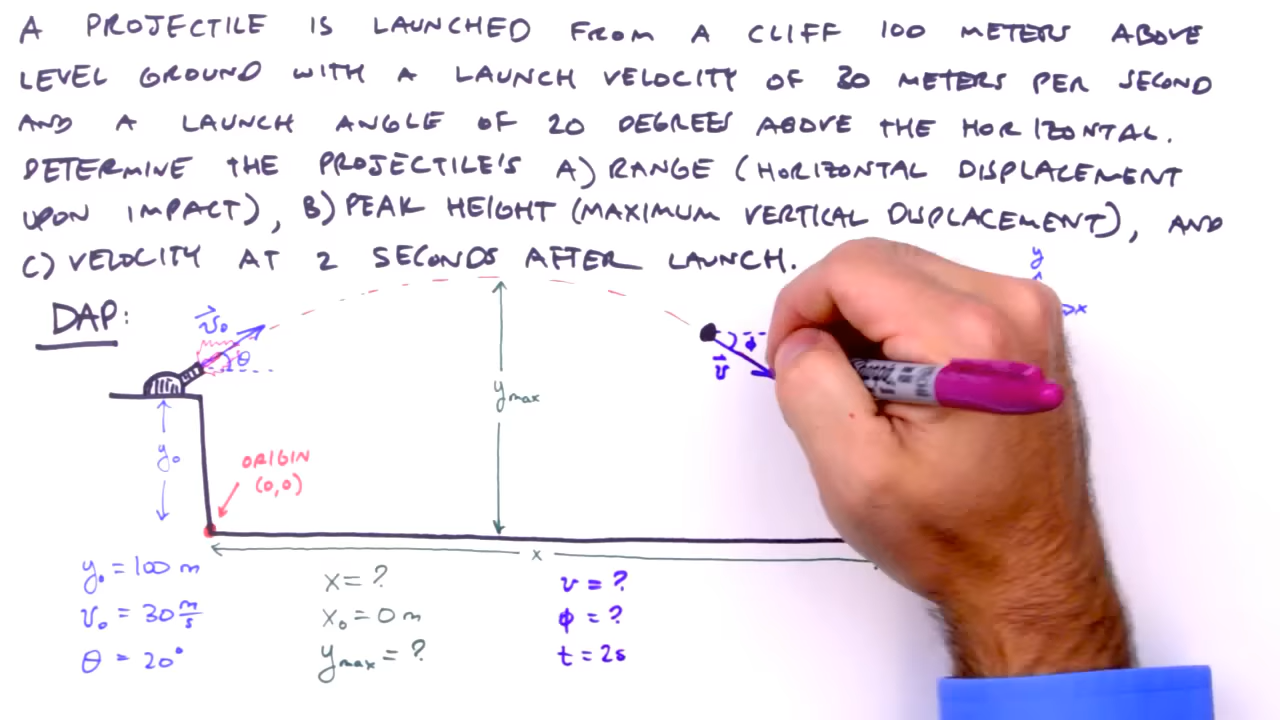 A PROJECTILE IS LAUNCHED FROM A CLIFF 100 METERS ABOVE
LEVEL GROUND WITH A LAUNCH VELOCITY OF 30 METERS PER SECOND
AND A LAUNCH ANGLE OF 20 DEGREES ABOVE THE HORIZONTAL.
DETERMINE THE PROJECTILE'S A) RANGE (HORIZONTAL DISPLACEMENT
UPON IMPACT), B) PEAK HEIGHT (MAXIMUM VERTICAL DISPLACEMENT), AND
C) VELOCITY AT 2 SECONDS AFTER LAUNCH.
y
x
DAP:
v⃗₀
θ
ϕ
v⃗
y_max
y₀
ORIGIN
(0,0)
x
y₀ = 100 m
v₀ = 30 m/s
θ = 20°
x = ?
x₀ = 0 m
y_max = ?
v = ?
ϕ = ?
t = 2s